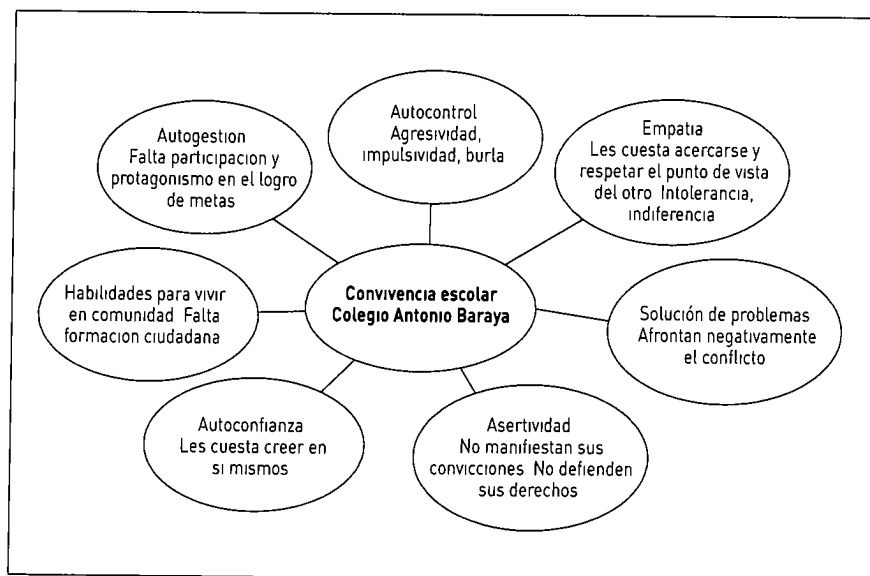 Autocontrol
Agresividad,
impulsividad, burla
Autogestion
Falta participacion y
protagonismo en el logro
de metas
Empatia
Les cuesta acercarse y
respetar el punto de vista
del otro Intolerancia,
indiferencia
Habilidades para vivir
en comunidad Falta
formacion ciudadana
Convivencia escolar
Colegio Antonio Baraya
Solución de problemas
Afrontan negativamente
el conflicto
Autoconfianza
Les cuesta creer en
si mismos
Asertividad
No manifiestan sus
convicciones No defienden
sus derechos